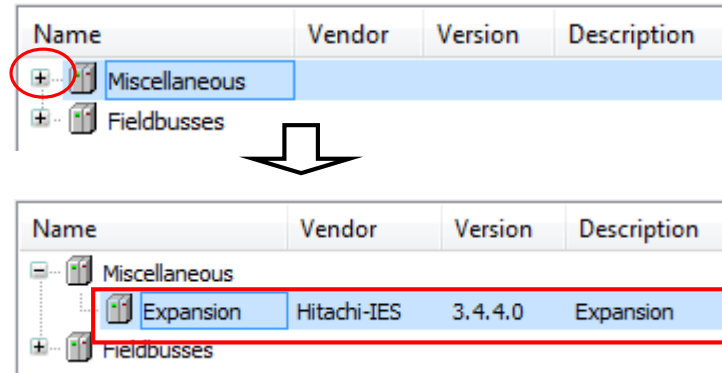 Name Vendor Version Description
Miscellaneous
Fieldbusses
Name Vendor Version Description
Miscellaneous
Expansion Hitachi-IES 3.4.4.0 Expansion
Fieldbusses